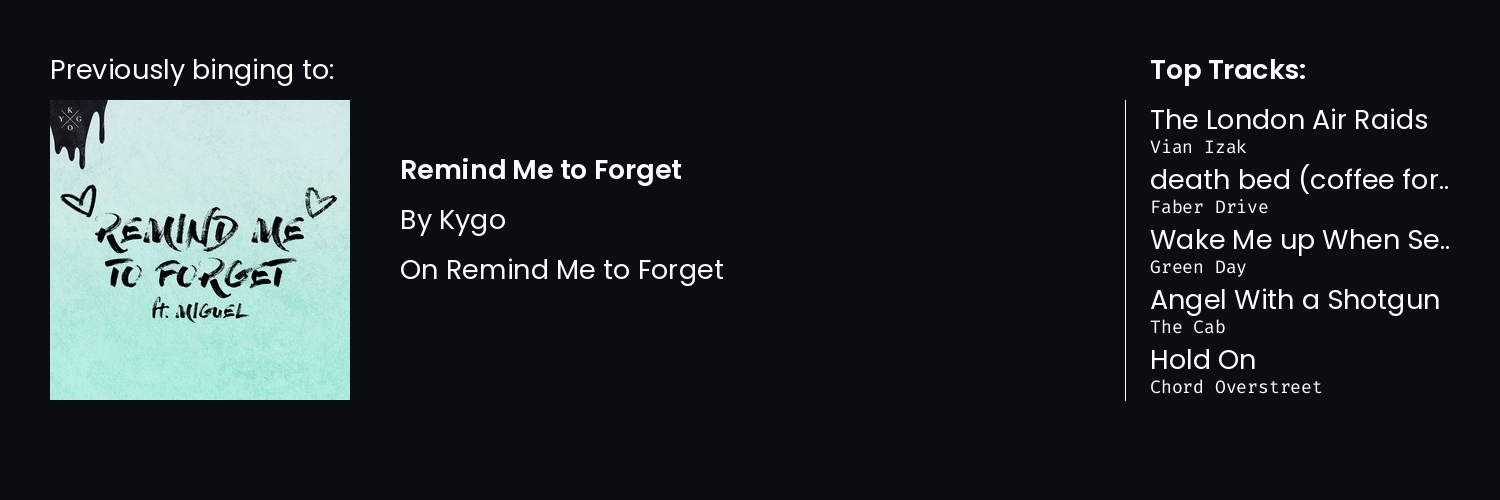 Previously binging to:
K
Y G
O
REMIND ME
TO FORGET
ft. MIGUEL
Remind Me to Forget
By Kygo
On Remind Me to Forget
Top Tracks:
The London Air Raids
Vian Izak
death bed (coffee for..
Faber Drive
Wake Me up When Se..
Green Day
Angel With a Shotgun
The Cab
Hold On
Chord Overstreet